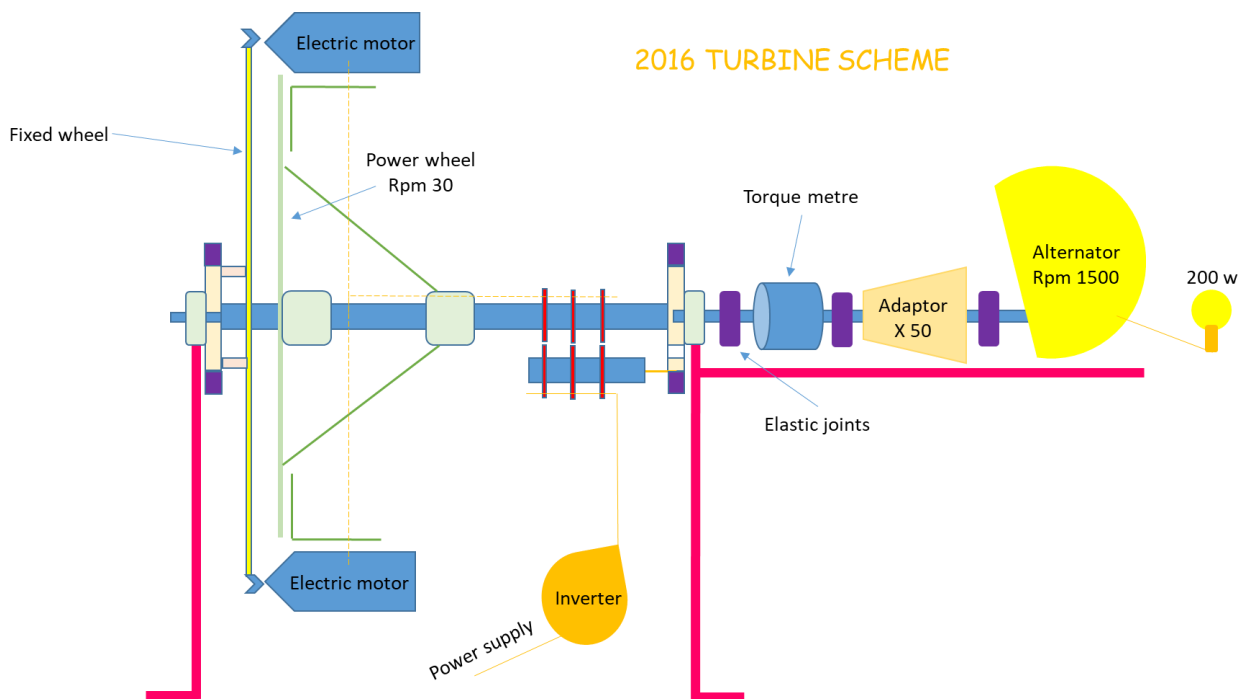 Electric motor
2016 TURBINE SCHEME
Fixed wheel
Power wheel
Rpm 30
Torque metre
Alternator
Rpm 1500
200 w
Adaptor
X 50
Elastic joints
Electric motor
Inverter
Power supply